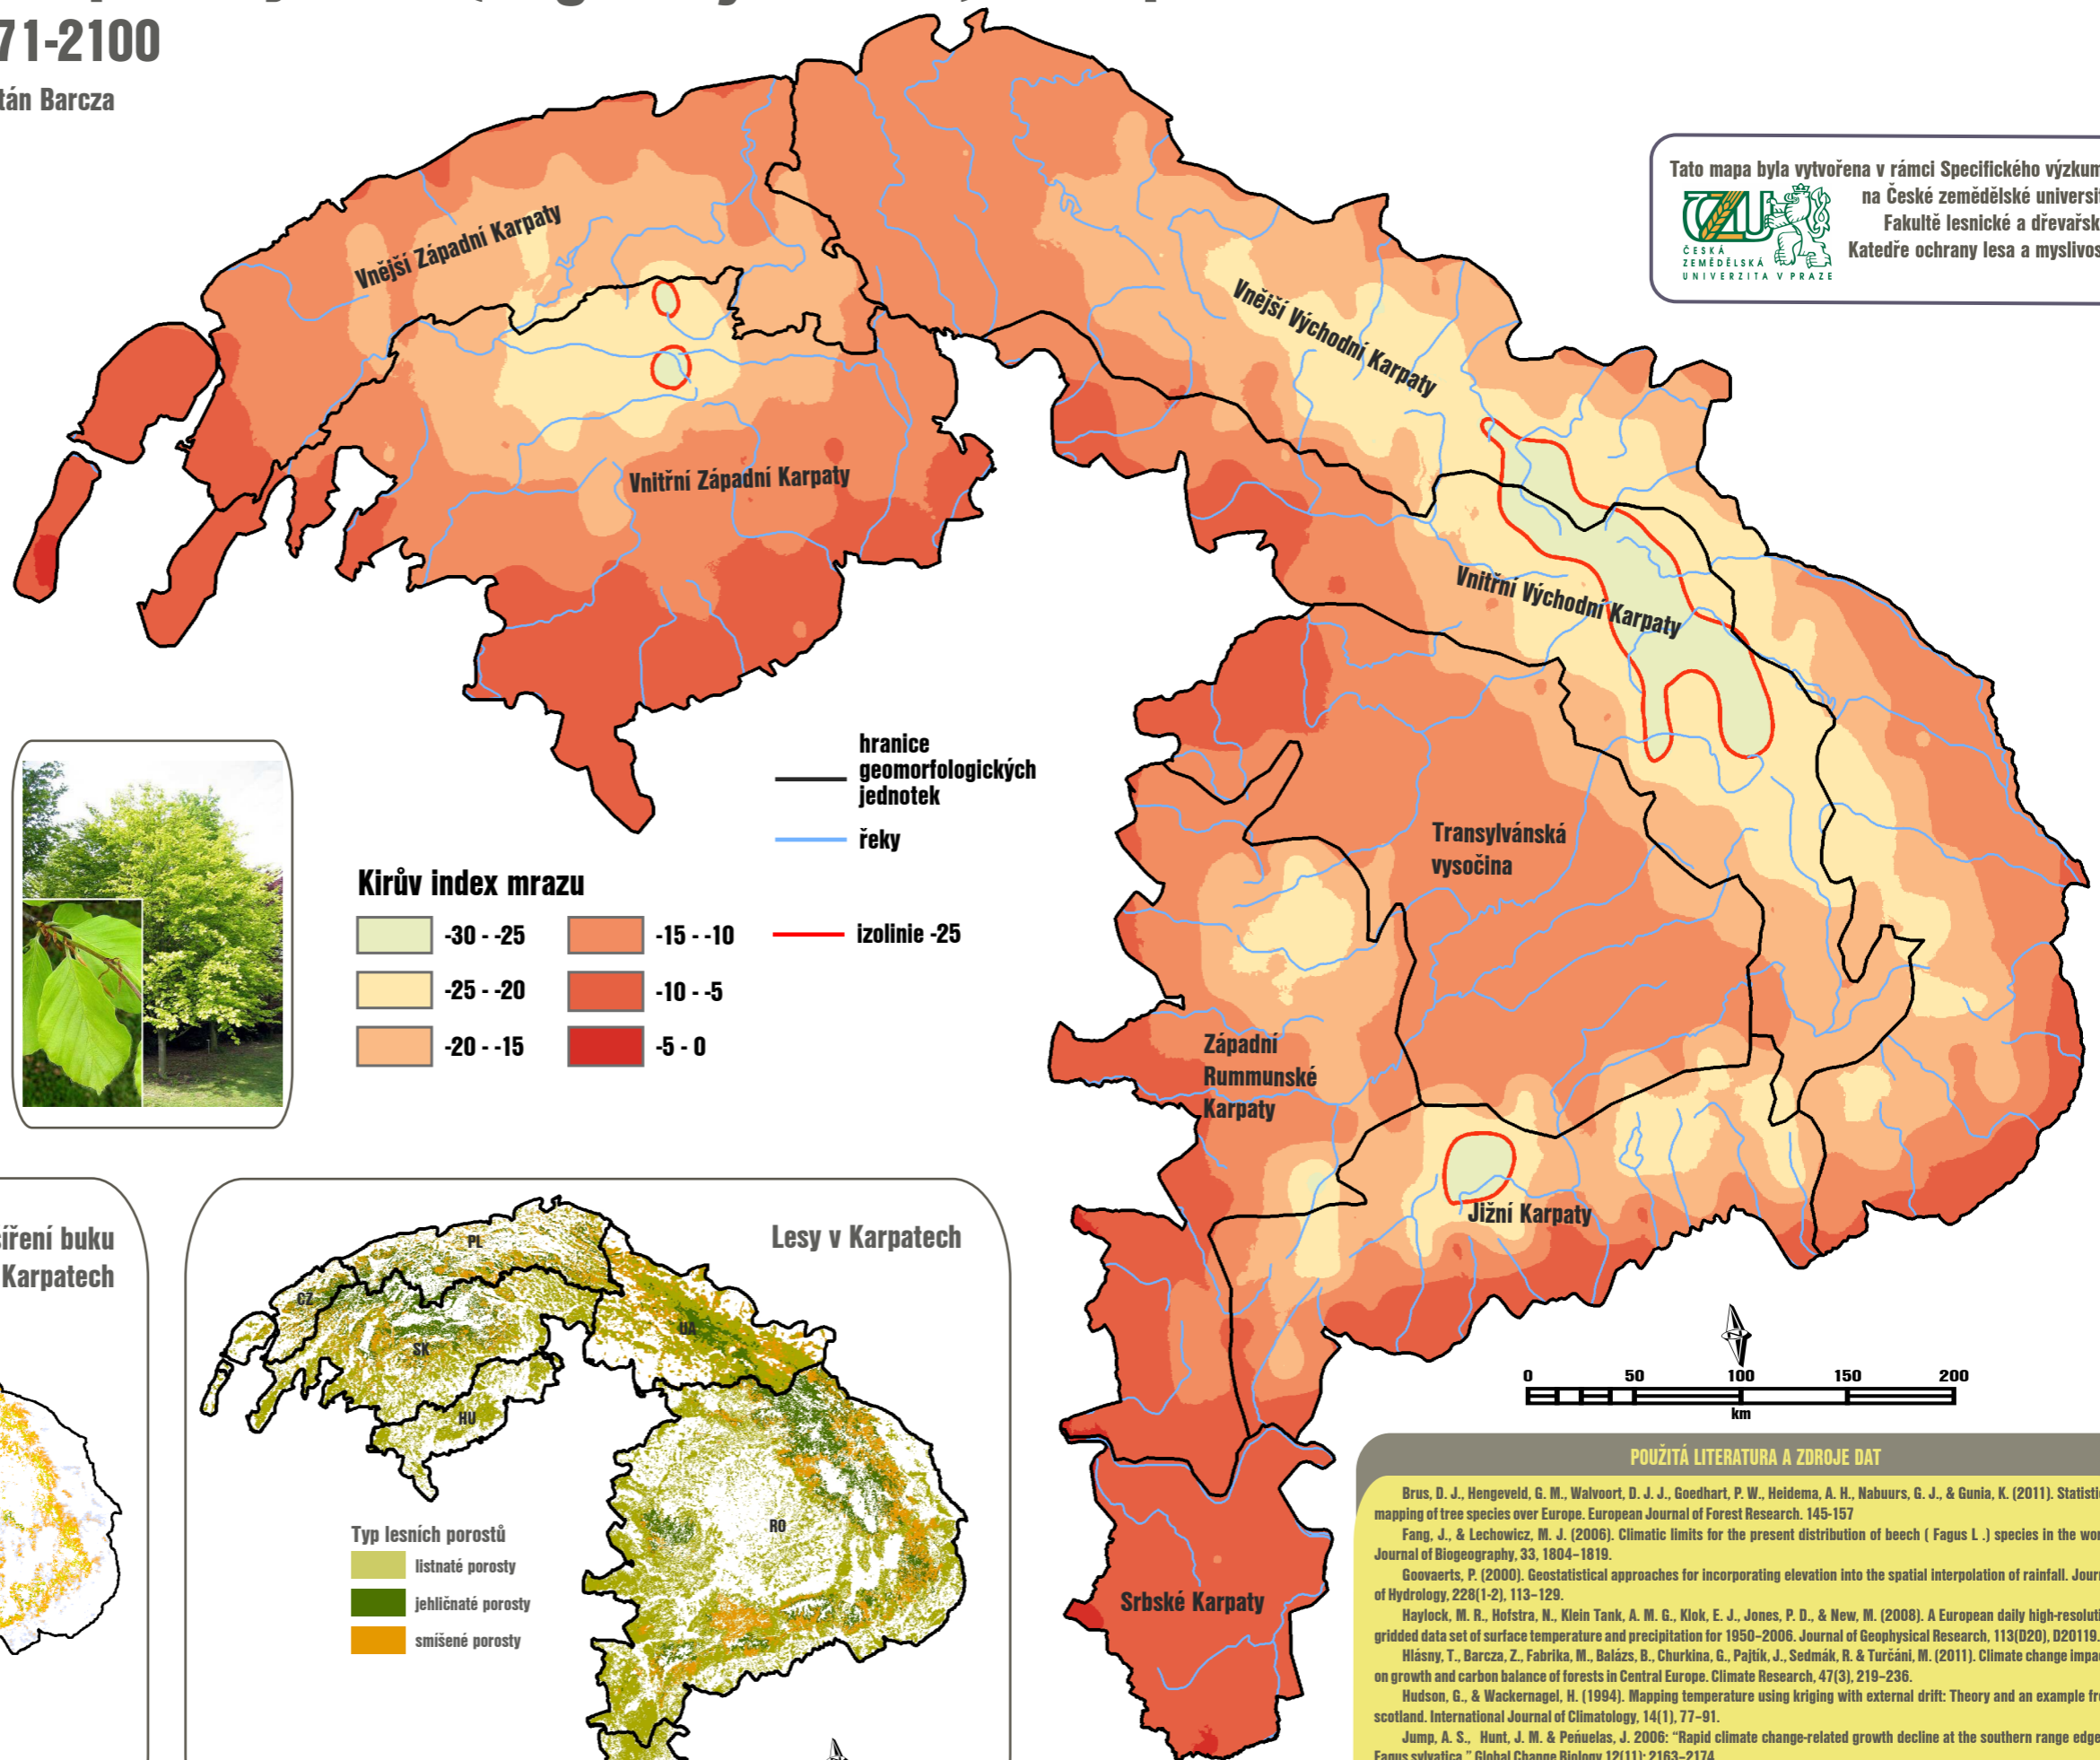 71-2100
tán Barcza
Tato mapa byla vytvořena v rámci Specifického
na České zemědělské
Fakultě lesnické a
Katedře ochrany lesa a
ČZU
ČESKÁ
ZEMĚDĚLSKÁ
UNIVERZITA V PRAZE
Vnější Západní Karpaty
Vnitřní Západní Karpaty
Vnější Východní Karpaty
Vnitřní Východní Karpaty
Transylvánská
vysočina
Západní
Rummunské
Karpaty
Jižní Karpaty
Srbské Karpaty
hranice
geomorfologických
jednotek
řeky
Kirův index mrazu
-30 - -25
-15 - -10
izolinie -25
-25 - -20
-10 - -5
-20 - -15
-5 - 0
íření buku
Karpatech
Lesy v Karpatech
PL
CZ
SK
UA
HU
RO
Typ lesních porostů
listnaté porosty
jehličnaté porosty
smíšené porosty
0 50 100 150 200
km
POUŽITÁ LITERATURA A ZDROJE DAT
Brus, D. J., Hengeveld, G. M., Walvoort, D. J. J., Goedhart, P. W., Heidema, A. H., Nabuurs, G. J., & Gunia, K. (2011).
mapping of tree species over Europe. European Journal of Forest Research. 145-157
Fang, J., & Lechowicz, M. J. (2006). Climatic limits for the present distribution of beech ( Fagus L .) species in the
Journal of Biogeography, 33, 1804–1819.
Goovaerts, P. (2000). Geostatistical approaches for incorporating elevation into the spatial interpolation of rainfall.
of Hydrology, 228(1-2), 113–129.
Haylock, M. R., Hofstra, N., Klein Tank, A. M. G., Klok, E. J., Jones, P. D., & New, M. (2008). A European daily
gridded data set of surface temperature and precipitation for 1950–2006. Journal of Geophysical Research, 113(D20), D20119.
Hlásny, T., Barcza, Z., Fabrika, M., Balázs, B., Churkina, G., Pajtík, J., Sedmák, R. & Turčáni, M. (2011). Climate change
on growth and carbon balance of forests in Central Europe. Climate Research, 47(3), 219–236.
Hudson, G., & Wackernagel, H. (1994). Mapping temperature using kriging with external drift: Theory and an example
scotland. International Journal of Climatology, 14(1), 77–91.
Jump, A. S., Hunt, J. M. & Peńuelas, J. 2006: “Rapid climate change-related growth decline at the southern range
Fagus sylvatica.” Global Change Biology 12(11): 2163–2174